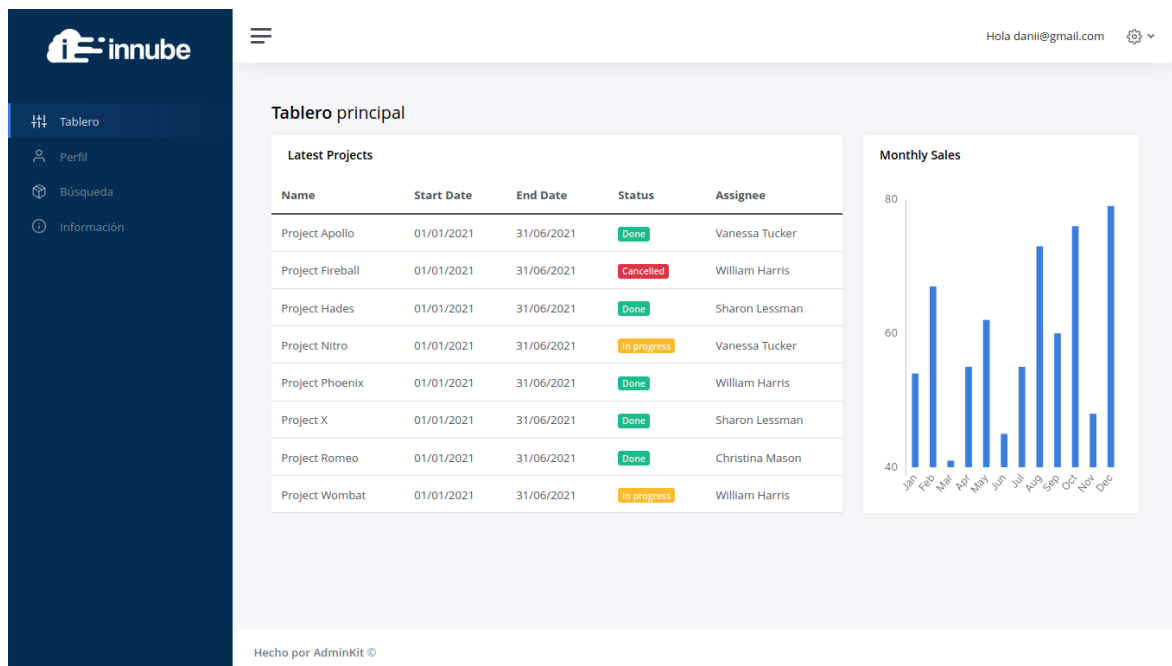 innube
Hola danii@gmail.com
Tablero
Perfil
Búsqueda
Información
Tablero principal
Latest Projects
Name Start Date End Date Status Assignee
Project Apollo 01/01/2021 31/06/2021 Done Vanessa Tucker
Project Fireball 01/01/2021 31/06/2021 Cancelled William Harris
Project Hades 01/01/2021 31/06/2021 Done Sharon Lessman
Project Nitro 01/01/2021 31/06/2021 In progress Vanessa Tucker
Project Phoenix 01/01/2021 31/06/2021 Done William Harris
Project X 01/01/2021 31/06/2021 Done Sharon Lessman
Project Romeo 01/01/2021 31/06/2021 Done Christina Mason
Project Wombat 01/01/2021 31/06/2021 In progress William Harris
Monthly Sales
80
60
40
Jan Feb Mar Apr May Jun Jul Aug Sep Oct Nov Dec
Hecho por AdminKit ©